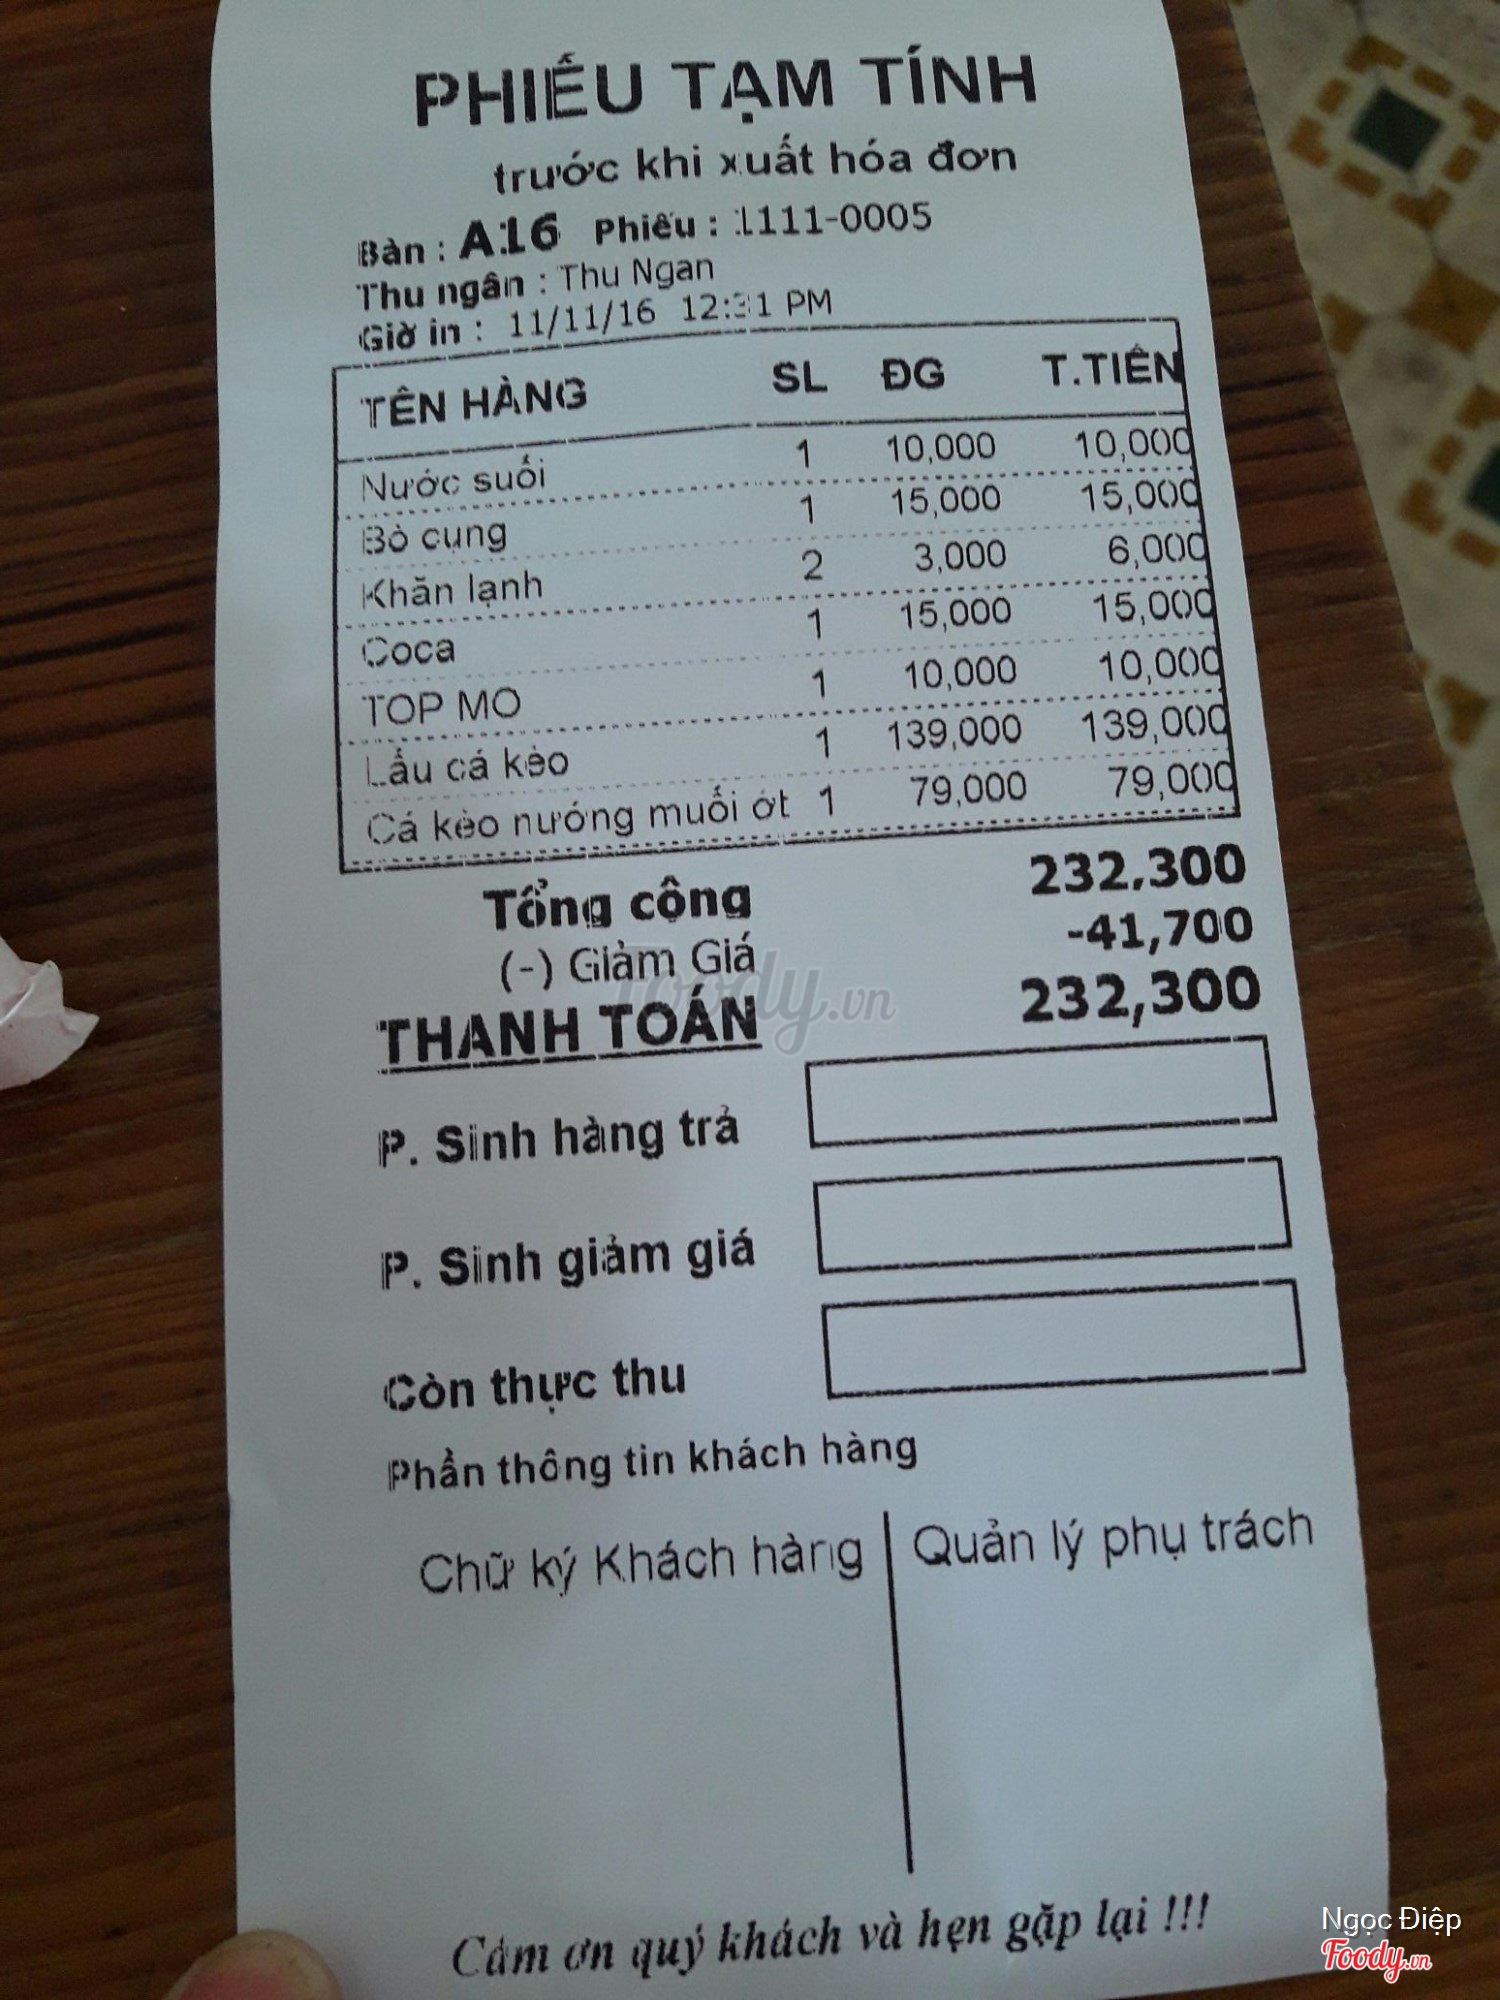 PHIẾU TẠM TÍNH
trước khi xuất hóa đơn
Bàn : A16 Phiếu : 1111-0005
Thu ngân : Thu Ngan
Giờ in : 11/11/16 12:31 PM
TÊN HÀNG SL ĐG T.TIỀN
Nước suối 1 10,000 10,000
Bò cụng 1 15,000 15,000
Khăn lạnh 2 3,000 6,000
Coca 1 15,000 15,000
TOP MO 1 10,000 10,000
Lẩu cá kèo 1 139,000 139,000
Cá kèo nướng muối ớt 1 79,000 79,000
Tổng cộng 232,300
(-) Giảm Giá -41,700
THANH TOÁN 232,300
P. Sinh hàng trả
P. Sinh giảm giá
Còn thực thu
Phần thông tin khách hàng
Chữ ký Khách hàng Quản lý phụ trách
Cám ơn quý khách và hẹn gặp lại !!!
Foody.vn
Ngọc Điệp
Foody.vn